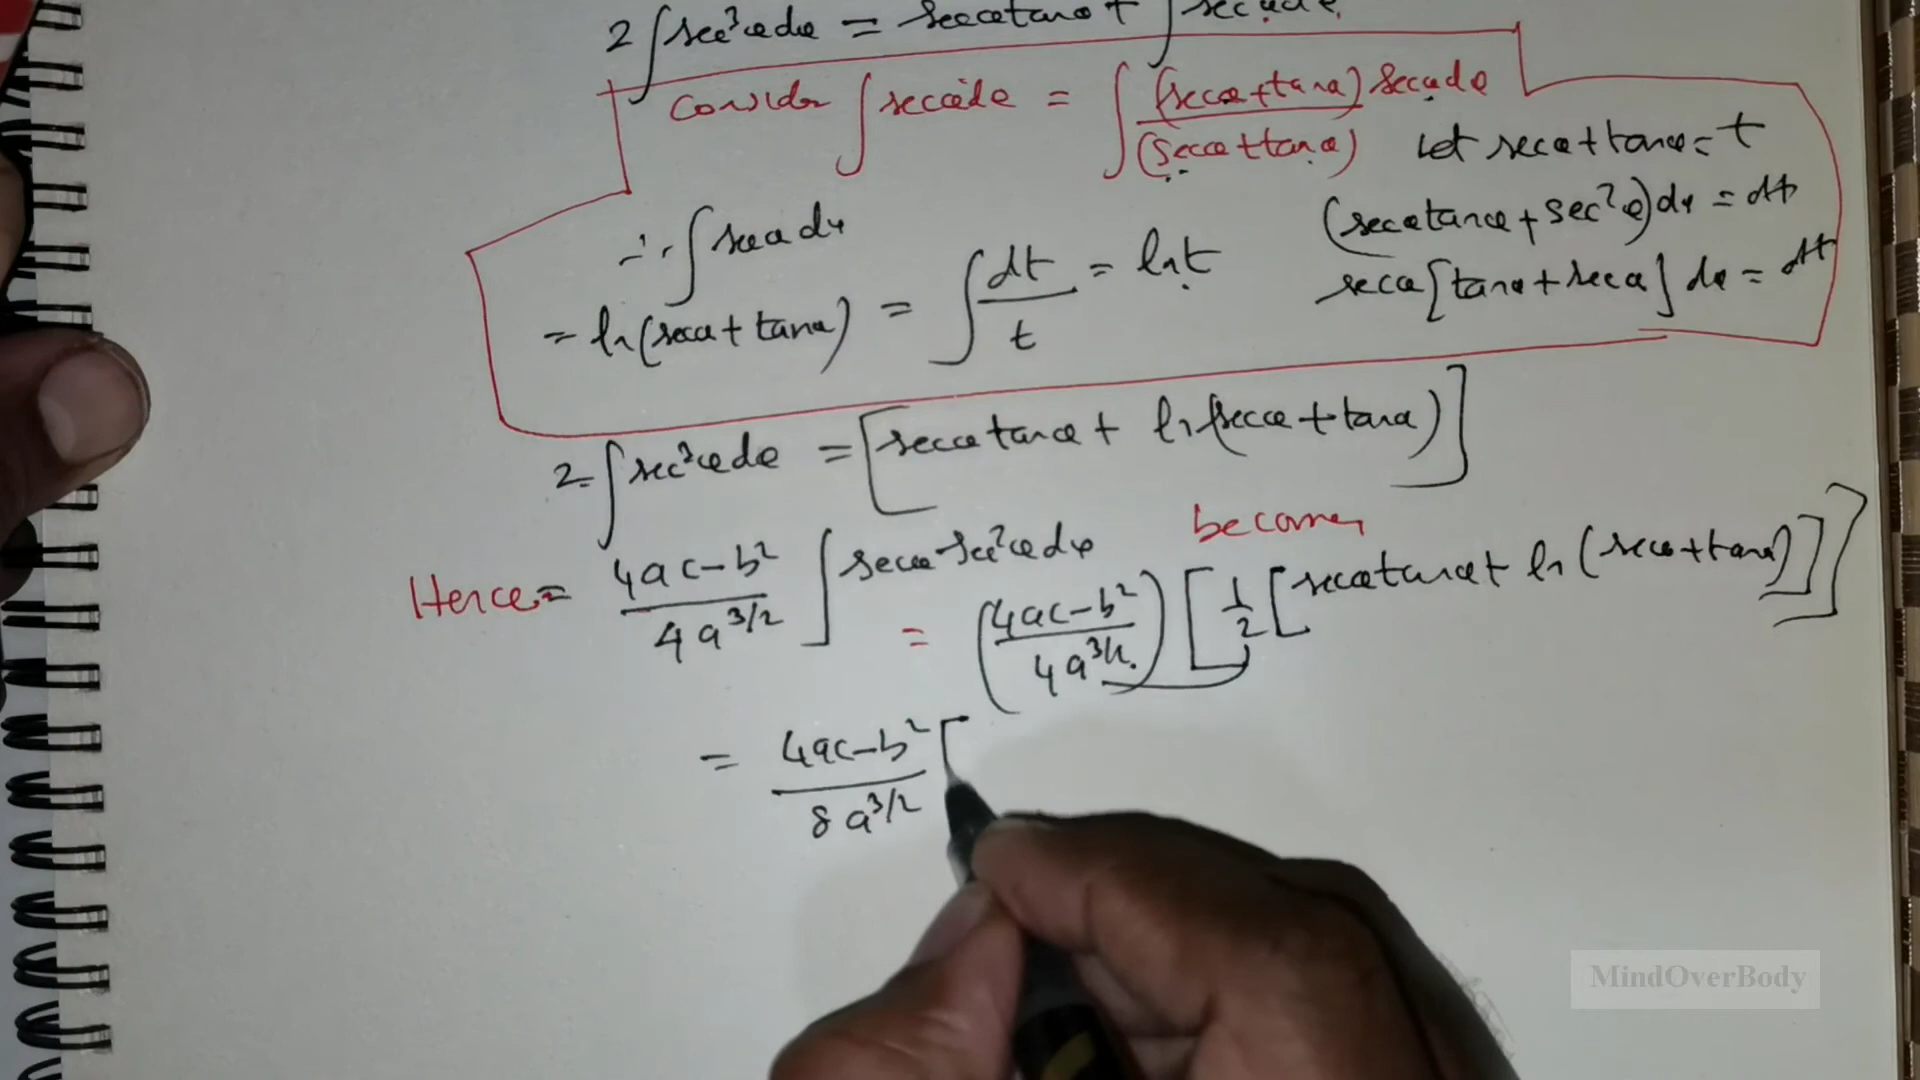 2∫sec³θdθ = secθtanθ + ∫secθdθ
Consider ∫secθdθ = ∫(secθ+tanθ)secθdθ/(secθ+tanθ)
Let secθ+tanθ = t
(secθtanθ+sec²θ)dθ = dt
∴ ∫secθdθ
= ln(secθ+tanθ) = ∫dt/t = ln t
secθ[tanθ+secθ]dθ = dt
2∫sec³θdθ = [secθtanθ + ln(secθ+tanθ)]
Hence = 4ac-b²/4a^3/2 ∫secθ sec²θdθ becomes
= (4ac-b²/4a^3/2) [1/2[secθtanθ+ ln(secθ+tanθ)]]
= 4ac-b²/8a^3/2 [
MindOverBody